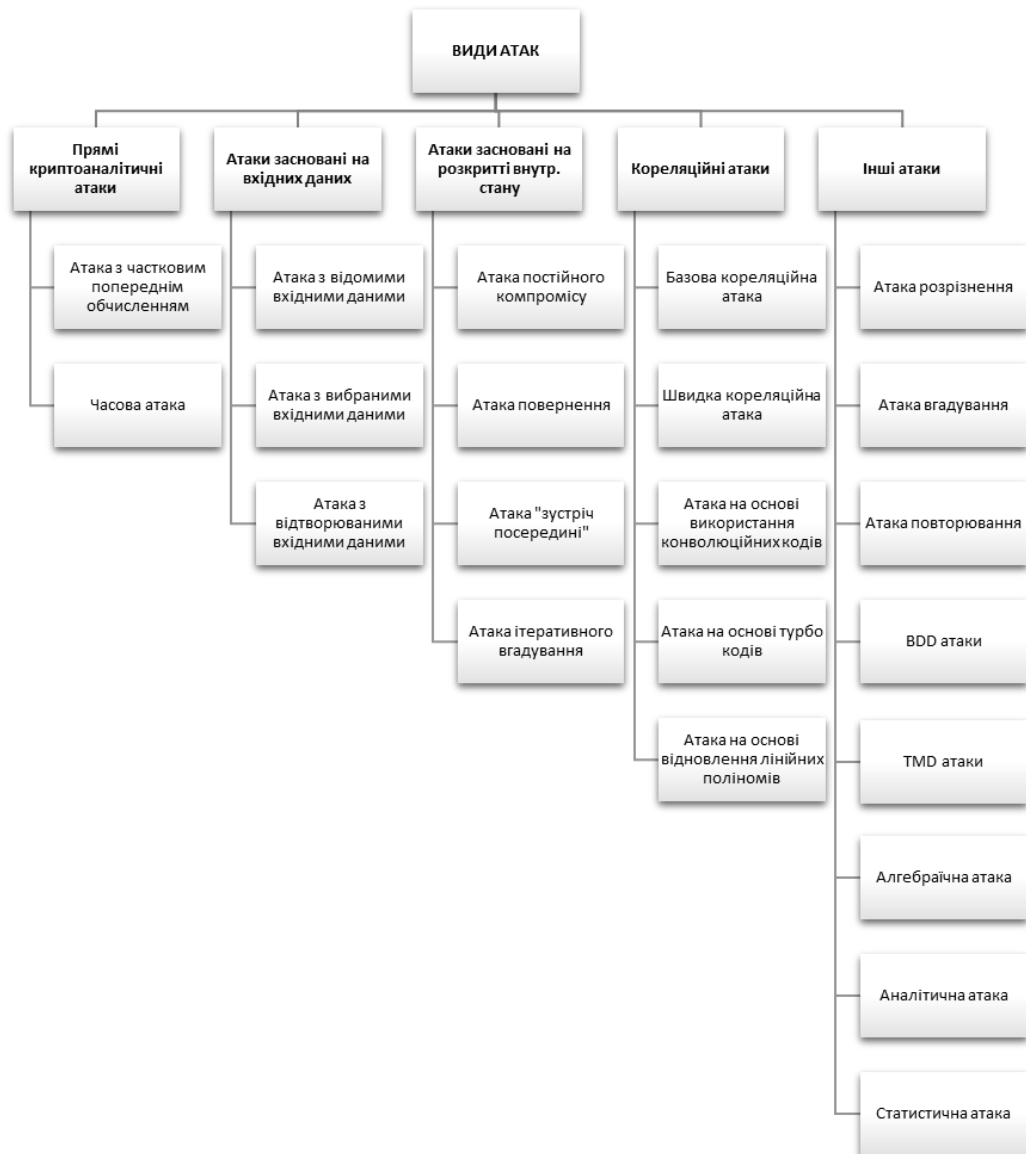 ВИДИ АТАК
Прямі
криптоаналітичні
атаки
Атака з частковим
попереднім
обчисленням
Часова атака
Атаки засновані на
вхідних даних
Атака з відомими
вхідними даними
Атака з вибраними
вхідними даними
Атака з
відтворюваними
вхідними даними
Атаки засновані на
розкритті внутр.
стану
Атака постійного
компромісу
Атака повернення
Атака "зустріч
посередині"
Атака ітеративного
вгадування
Кореляційні атаки
Базова кореляційна
атака
Швидка кореляційна
атака
Атака на основі
використання
конволюційних кодів
Атака на основі турбо
кодів
Атака на основі
відновлення лінійних
поліномів
Інші атаки
Атака розрізнення
Атака вгадування
Атака повторювання
BDD атаки
TMD атаки
Алгебраїчна атака
Аналітична атака
Статистична атака